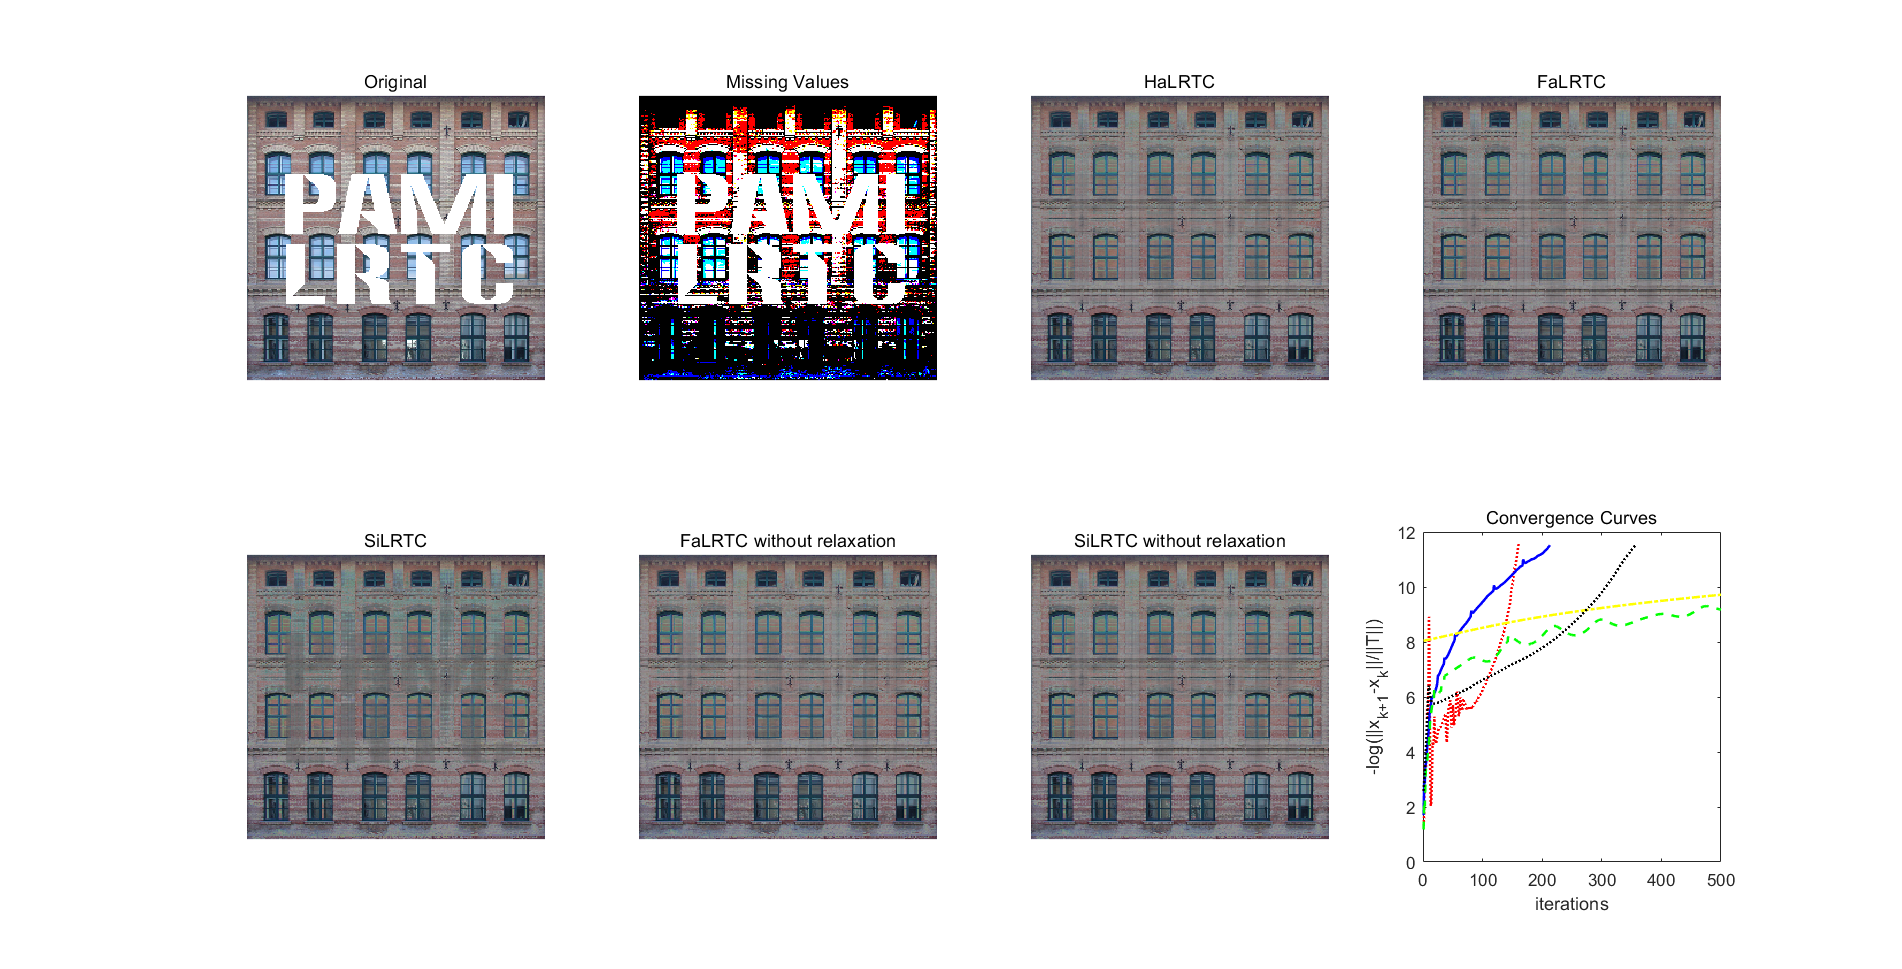 Original
Missing Values
HaLRTC
FaLRTC
PAMI
LRTC
PAMI
LRTC
SiLRTC
FaLRTC without relaxation
SiLRTC without relaxation
Convergence Curves
-log(||x_{k+1}-x_k||/||T||)
12
10
8
6
4
2
0
0 100 200 300 400 500
iterations